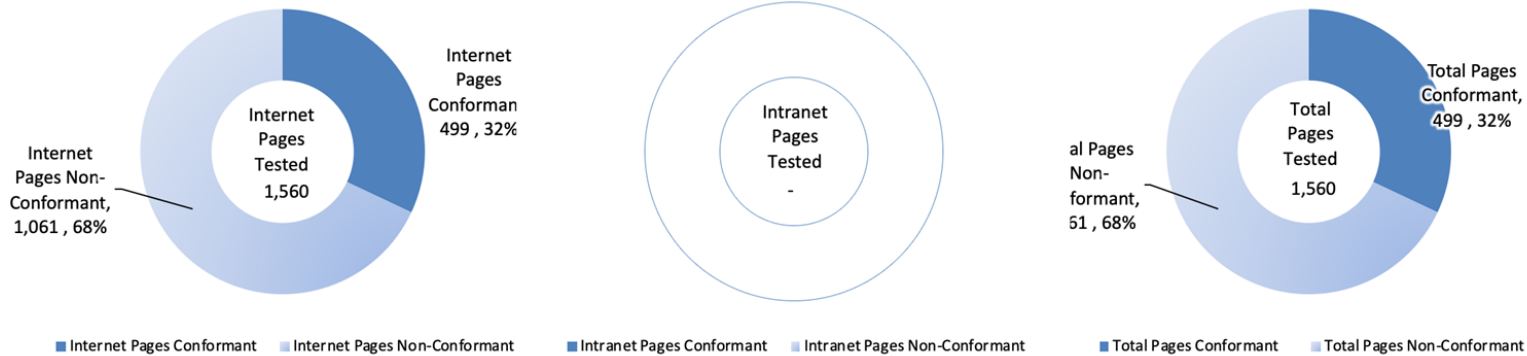 Internet
Pages
Conforman
499 , 32%
Internet
Pages
Tested
1,560
Internet
Pages Non-
Conformant,
1,061 , 68%
Internet Pages Conformant
Internet Pages Non-Conformant
Intranet
Pages
Tested
-
Intranet Pages Conformant
Intranet Pages Non-Conformant
Total Pages
Conformant,
499 , 32%
Total
Pages
Tested
1,560
al Pages
Non-
formant,
61 , 68%
Total Pages Conformant
Total Pages Non-Conformant